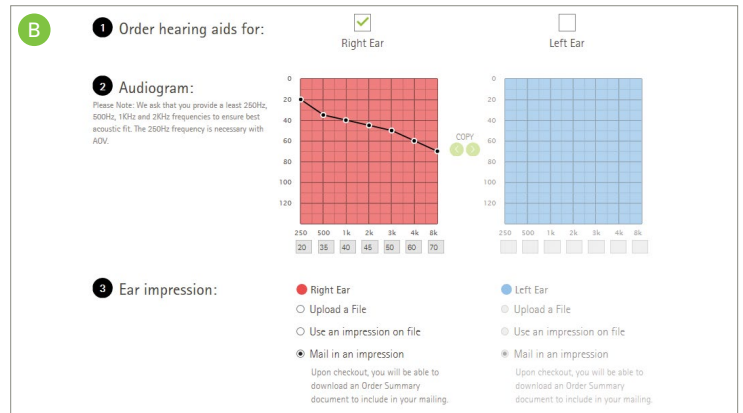 B
1 Order hearing aids for:
Right Ear
Left Ear
2 Audiogram:
Please Note: We ask that you provide a least 250Hz,
500Hz, 1KHz and 2KHz frequencies to ensure best
acoustic fit. The 250Hz frequency is necessary with
AOV.
0
20
40
60
80
100
120
250 500 1k 2k 3k 4k 8k
20 35 40 45 50 60 70
COPY
0
20
40
60
80
100
120
250 500 1k 2k 3k 4k 8k
3 Ear impression:
Right Ear
Upload a File
Use an impression on file
Mail in an impression
Upon checkout, you will be able to
download an Order Summary
document to include in your mailing.
Left Ear
Upload a File
Use an impression on file
Mail in an impression
Upon checkout, you will be able to
download an Order Summary
document to include in your mailing.